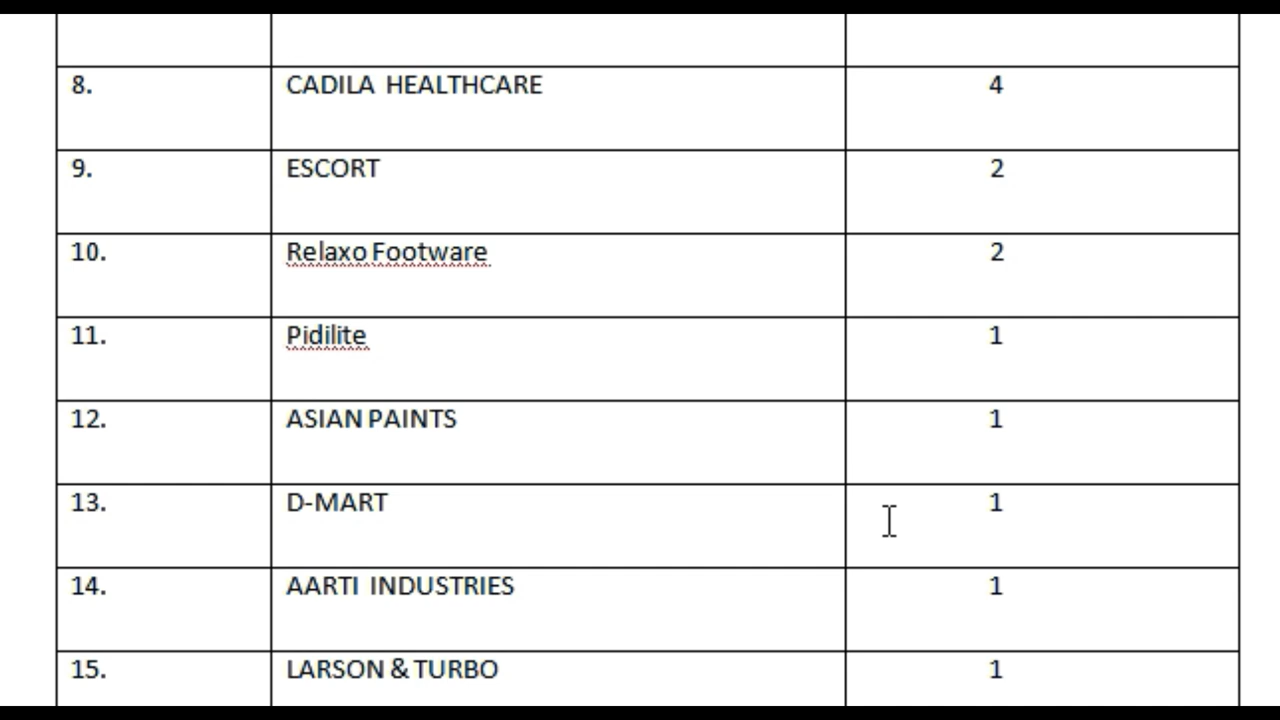 8. CADILA HEALTHCARE 4
9. ESCORT 2
10. Relaxo Footware 2
11. Pidilite 1
12. ASIAN PAINTS 1
13. D-MART 1
14. AARTI INDUSTRIES 1
15. LARSON & TURBO 1